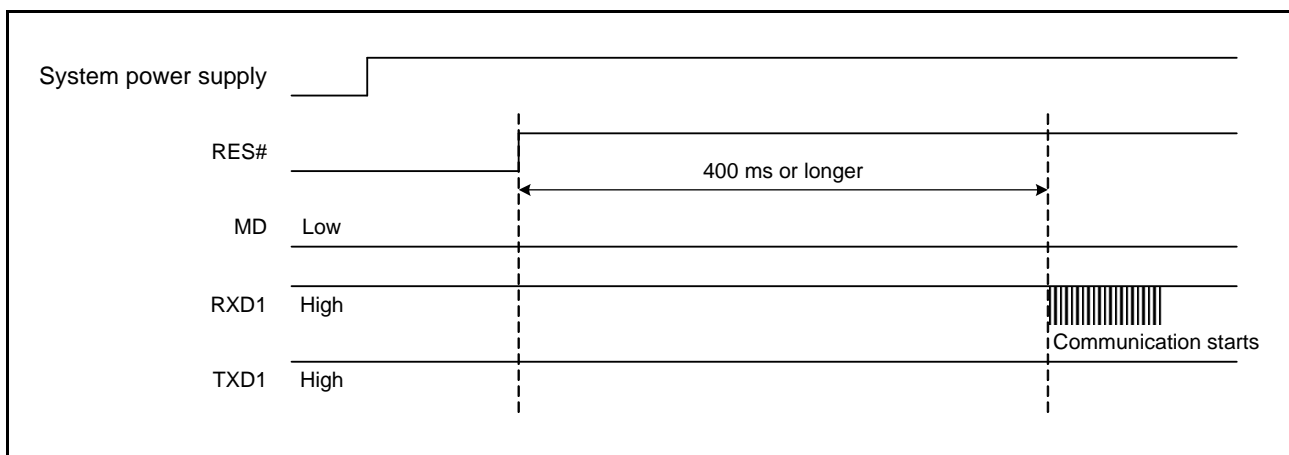 System power supply
RES#
400 ms or longer
MD Low
RXD1 High
Communication starts
TXD1 High